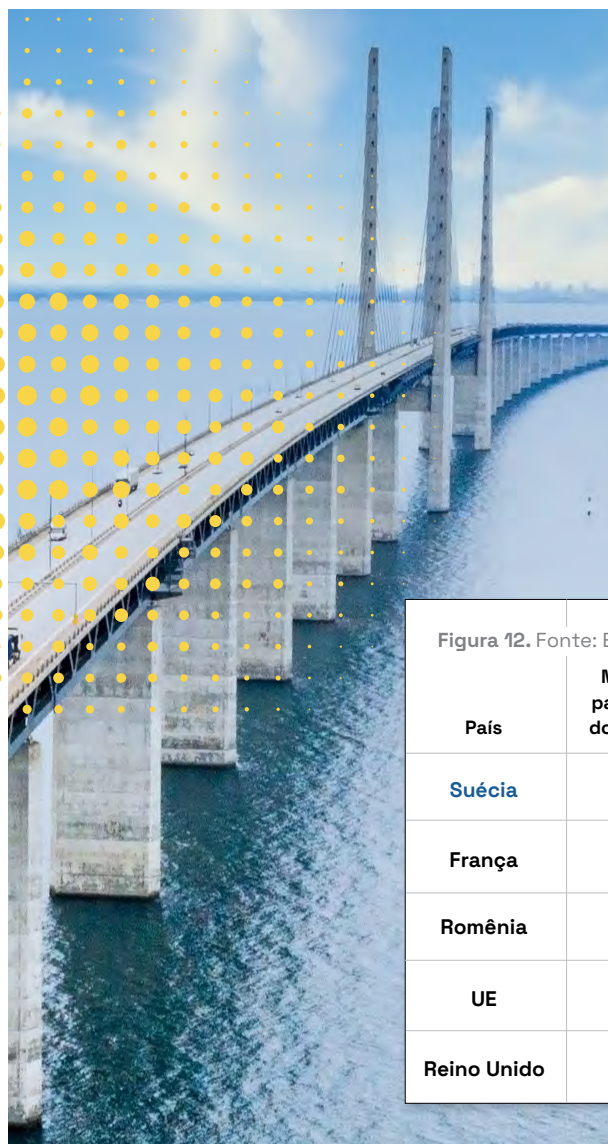 Figura 12. Fonte:
País
Suécia
França
Romênia
UE
Reino Unido